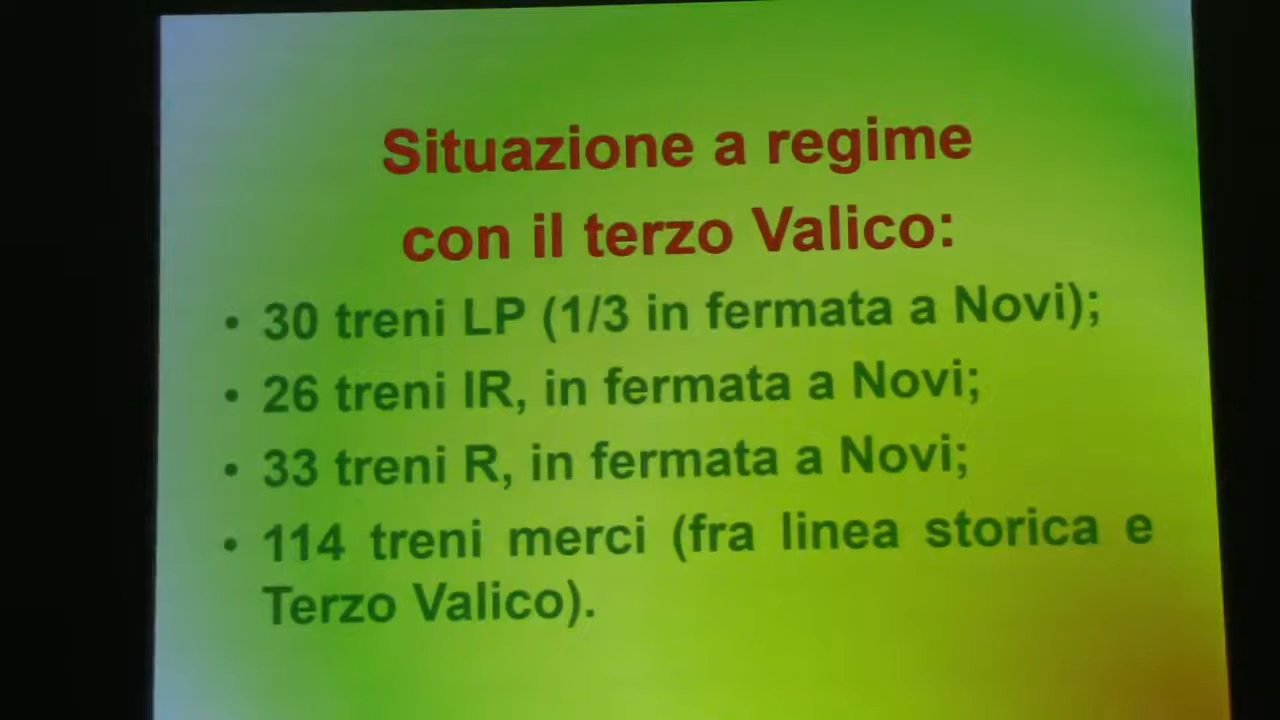 Situazione a regime
con il terzo Valico:
• 30 treni LP (1/3 in fermata a Novi);
• 26 treni IR, in fermata a Novi;
• 33 treni R, in fermata a Novi;
• 114 treni merci (fra linea storica e
Terzo Valico).